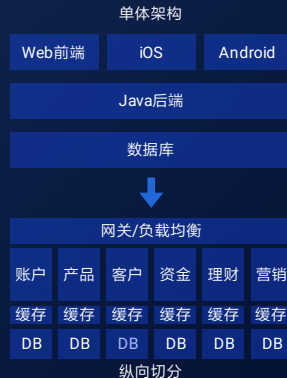 单体架构
Web前端 iOS Android
Java后端
数据库
网关/负载均衡
账户 产品 客户 资金 理财 营销
缓存 缓存 缓存 缓存 缓存 缓存
DB DB DB DB DB DB
纵向切分